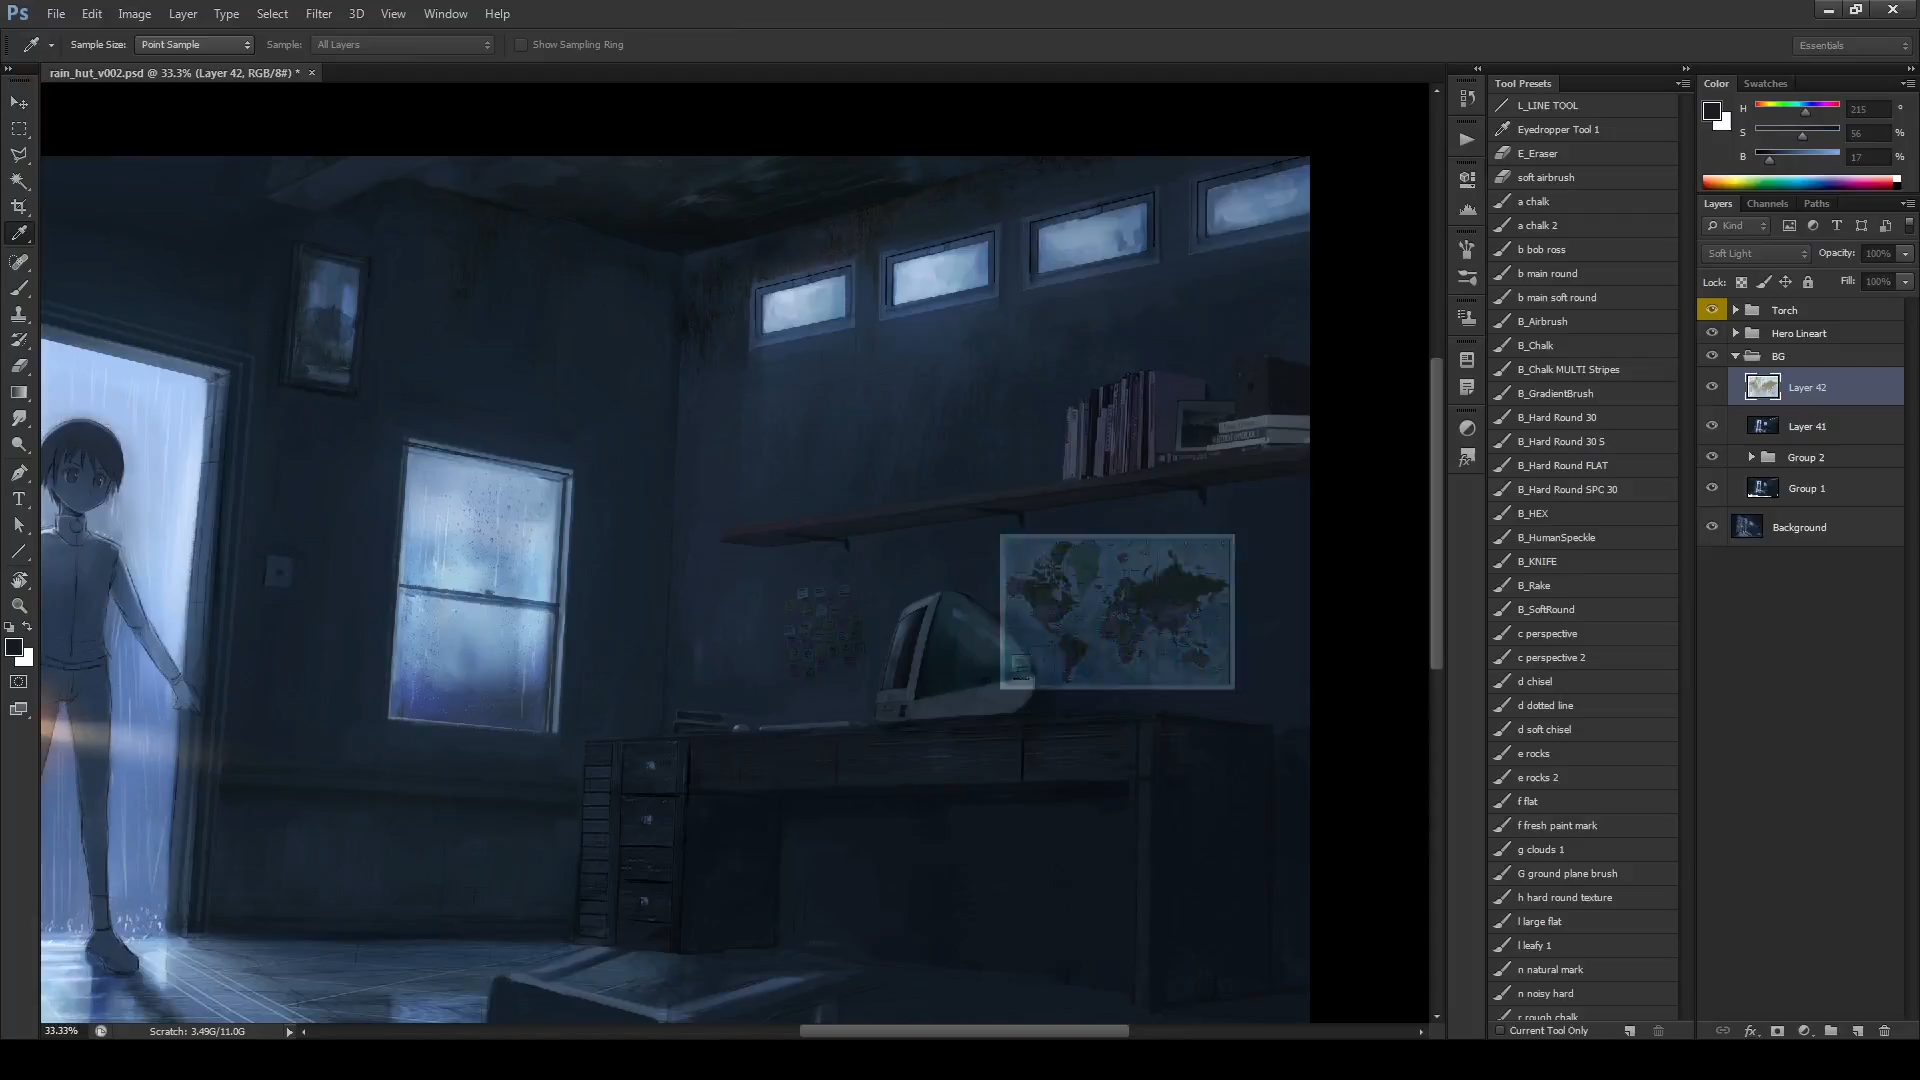 Ps File Edit Image Layer Type Select Filter 3D View Window Help
Sample Size: Point Sample Sample: All Layers Show Sampling Ring Essentials
rain_hut_v002.psd @ 33.3% (Layer 42, RGB/8#) *
Tool Presets
L_LINE TOOL
Eyedropper Tool 1
E_Eraser
soft airbrush
a chalk
a chalk 2
b bob ross
b main round
b main soft round
B_Airbrush
B_Chalk
B_Chalk MULTI Stripes
B_GradientBrush
B_Hard Round 30
B_Hard Round 30 S
B_Hard Round FLAT
B_Hard Round SPC 30
B_HEX
B_HumanSpeckle
B_KNIFE
B_Rake
B_SoftRound
c perspective
c perspective 2
d chisel
d dotted line
d soft chisel
e rocks
e rocks 2
f flat
f fresh paint mark
g clouds 1
G ground plane brush
h hard round texture
l large flat
l leafy 1
n natural mark
n noisy hard
r rough chalk
Current Tool Only
Color Swatches
H 215 °
S 56 %
B 17 %
Layers Channels Paths
Kind
Soft Light Opacity: 100%
Lock: Fill: 100%
Torch
Hero Lineart
BG
Layer 42
Layer 41
Group 2
Group 1
Background
33.33% Scratch: 3.49G/11.0G